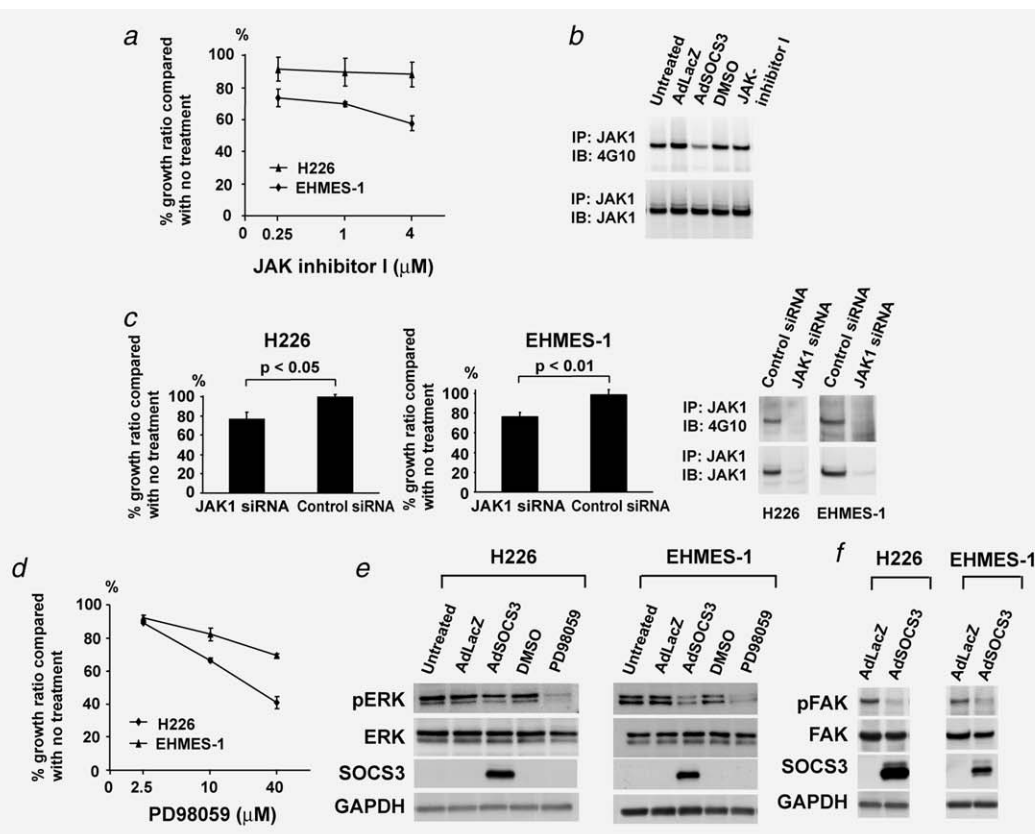 a
%
100
80
60
40
20
0
% growth ratio compared
with no treatment
H226
EHMES-1
0 0.25 1 4
JAK inhibitor I (μM)
b
Untreated
AdLacZ
AdSOCS3
DMSO
JAK-
inhibitor I
IP: JAK1
IB: 4G10
IP: JAK1
IB: JAK1
c
H226
p < 0.05
%
100
80
60
40
20
0
% growth ratio compared
with no treatment
JAK1 siRNA Control siRNA
EHMES-1
p < 0.01
%
100
80
60
40
20
0
% growth ratio compared
with no treatment
JAK1 siRNA Control siRNA
Control siRNA
JAK1 siRNA
Control siRNA
JAK1 siRNA
IP: JAK1
IB: 4G10
IP: JAK1
IB: JAK1
H226 EHMES-1
d
%
100
80
60
40
20
0
% growth ratio compared
with no treatment
H226
EHMES-1
0 2.5 10 40
PD98059 (μM)
e
H226 EHMES-1
Untreated
AdLacZ
AdSOCS3
DMSO
PD98059
Untreated
AdLacZ
AdSOCS3
DMSO
PD98059
pERK
ERK
SOCS3
GAPDH
f
H226 EHMES-1
AdLacZ
AdSOCS3
AdLacZ
AdSOCS3
pFAK
FAK
SOCS3
GAPDH